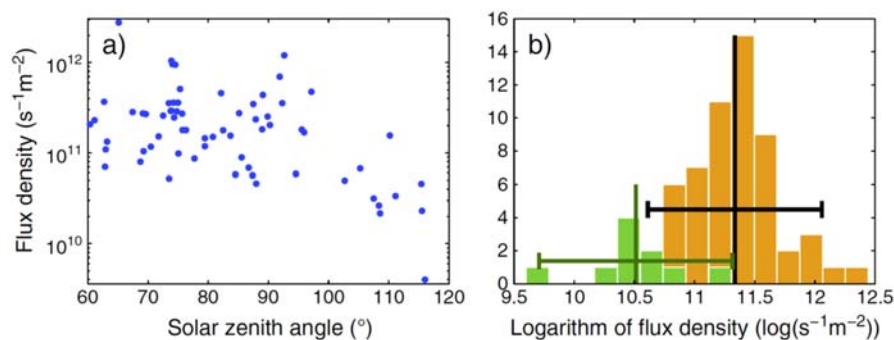 a)
Flux density (s⁻¹m⁻²)
10¹²
10¹¹
10¹⁰
60 70 80 90 100 110 120
Solar zenith angle (°)
b)
16
14
12
10
8
6
4
2
0
9.5 10 10.5 11 11.5 12 12.5
Logarithm of flux density (log(s⁻¹m⁻²))